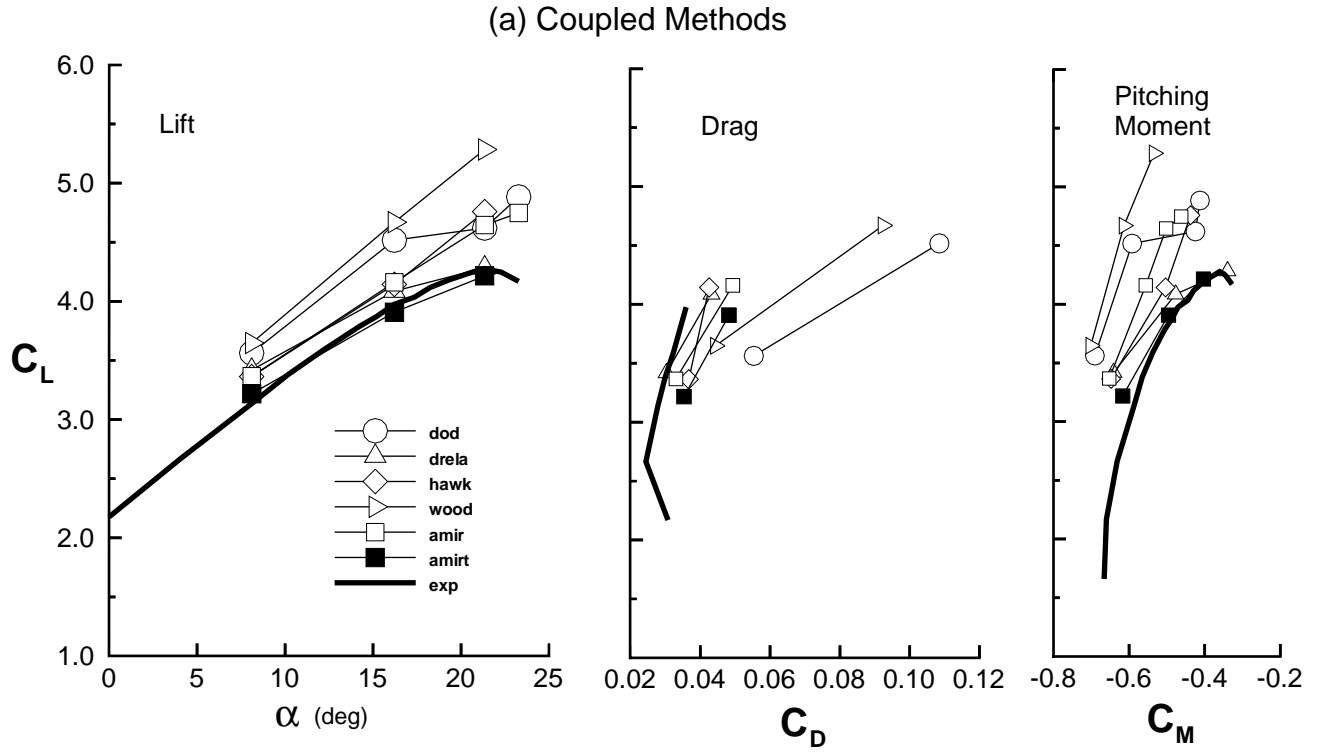 (a) Coupled Methods
6.0
5.0
4.0
3.0
2.0
1.0
C_L
Lift
dod
drela
hawk
wood
amir
amirt
exp
0 5 10 15 20 25
α (deg)
Drag
0.02 0.04 0.06 0.08 0.10 0.12
C_D
Pitching
Moment
-0.8 -0.6 -0.4 -0.2
C_M